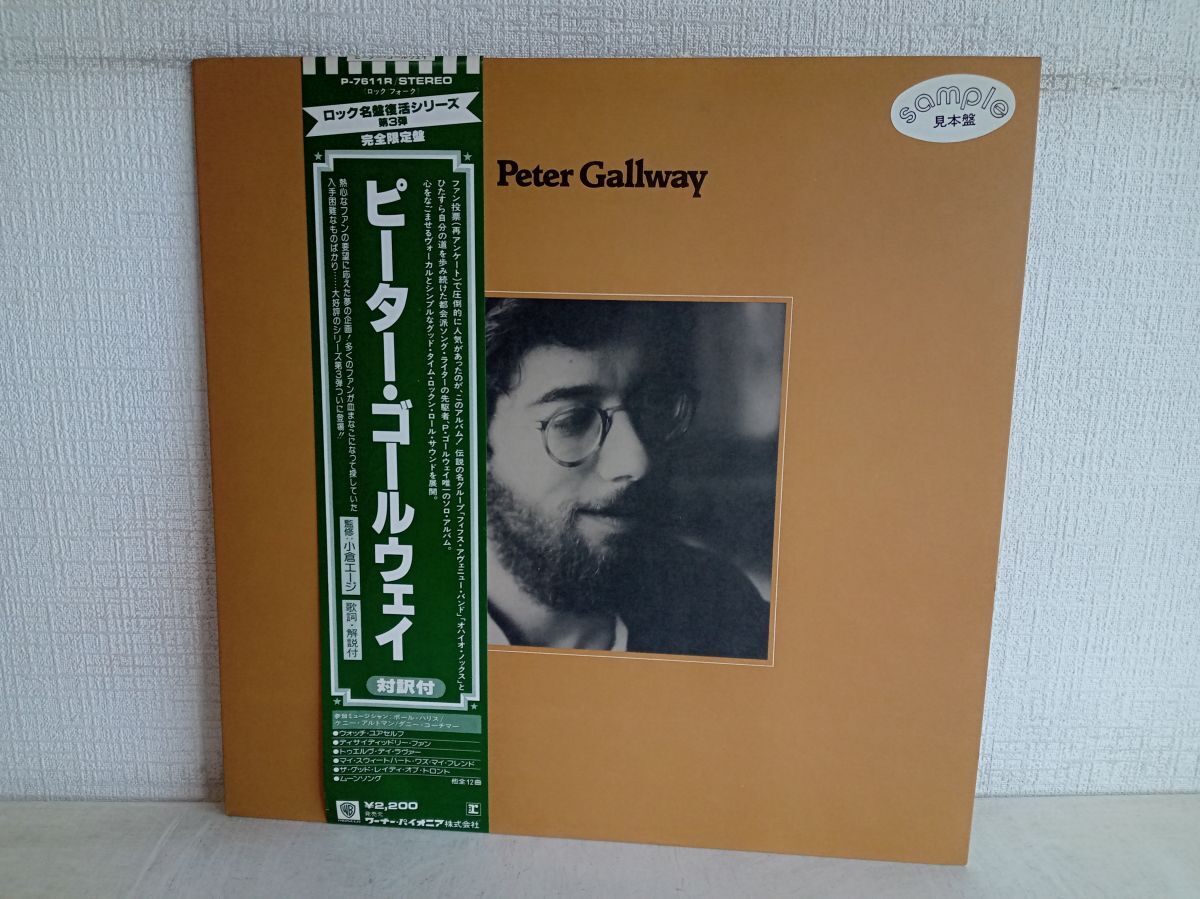 ピーター・ゴールウェイ
P-7611R/STEREO
(ロック フォーク)
ロック名盤復活シリーズ
第3弾
完全限定盤
ファン投票(再アンケート)で圧倒的に人気があったのが、このアルバム! 伝説の名グループ「フィフス・アヴェニュー・バンド」「オハイオ・ノックス」と
ひたすら自分の道を歩み続けた都会派ソング・ライターの先駆者、P・ゴールウェイ唯一のソロ・アルバム。
心をなごませるヴォーカルとシンプルなグッド・タイム・ロックン・ロール・サウンドを展開。
ピーター・ゴールウェイ
熱心なファンの要望に応えた夢の企画! 多くのファンが血まなこになって探していた
入手困難なものばかり……大好評のシリーズ第3弾ついに登場!!
監修:小倉エージ
歌詞・解説付
対訳付
参加ミュージシャン:ポール・ハリス/
ケニー・アルトマン/ダニー・コーチマー
●ウォッチ・ユアセルフ
●ディサイディッドリー・ファン
●トゥエルヴ・デイ・ラヴァー
●マイ・スウィートハート・ワズ・マイ・フレンド
●ザ・グッド・レイディ・オブ・トロント
●ムーンソング
他全12曲
WB
¥2,200
発売元
ワーナー・パイオニア株式会社
Peter Gallway
sample
見本盤